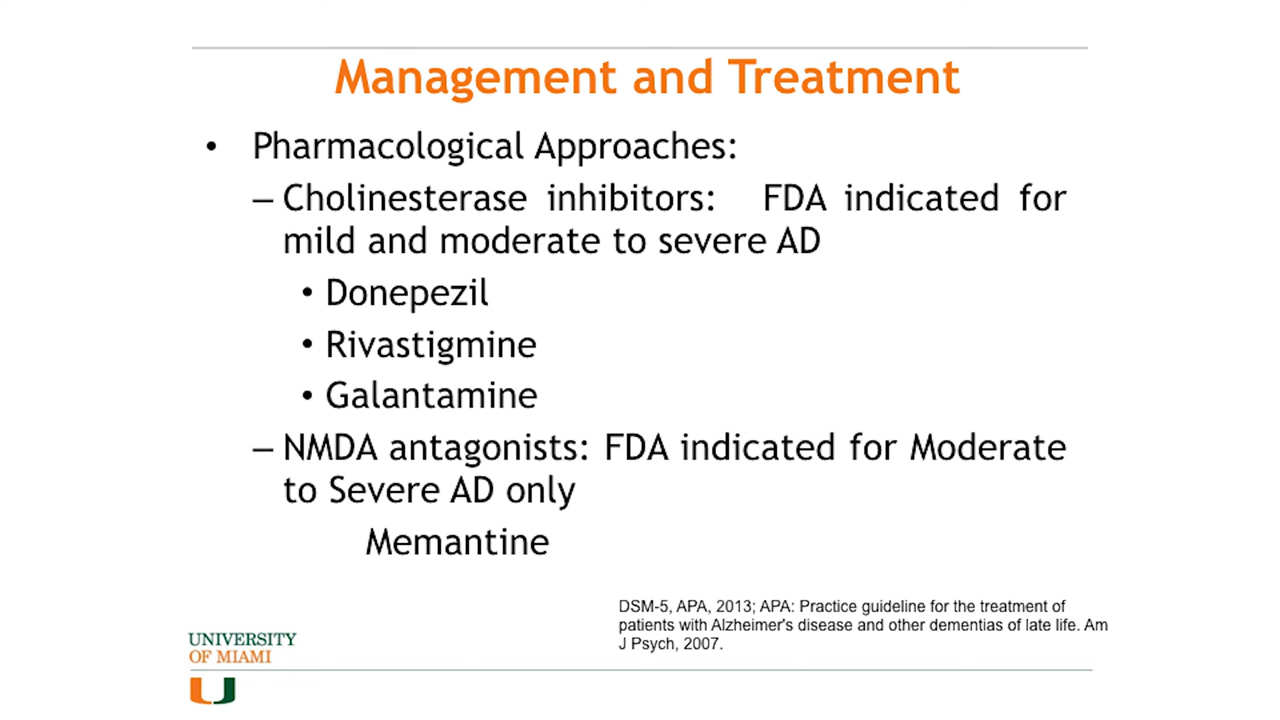 Management and Treatment
• Pharmacological Approaches:
– Cholinesterase inhibitors: FDA indicated for
mild and moderate to severe AD
• Donepezil
• Rivastigmine
• Galantamine
– NMDA antagonists: FDA indicated for Moderate
to Severe AD only
Memantine
DSM-5, APA, 2013; APA: Practice guideline for the treatment of
patients with Alzheimer's disease and other dementias of late life. Am
J Psych, 2007.
UNIVERSITY
OF MIAMI
U